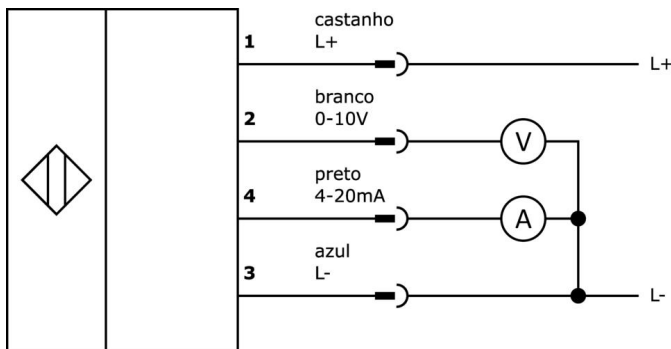 castanho
1 L+ L+
branco
2 0-10V V
preto
4 4-20mA A
azul
3 L- L-